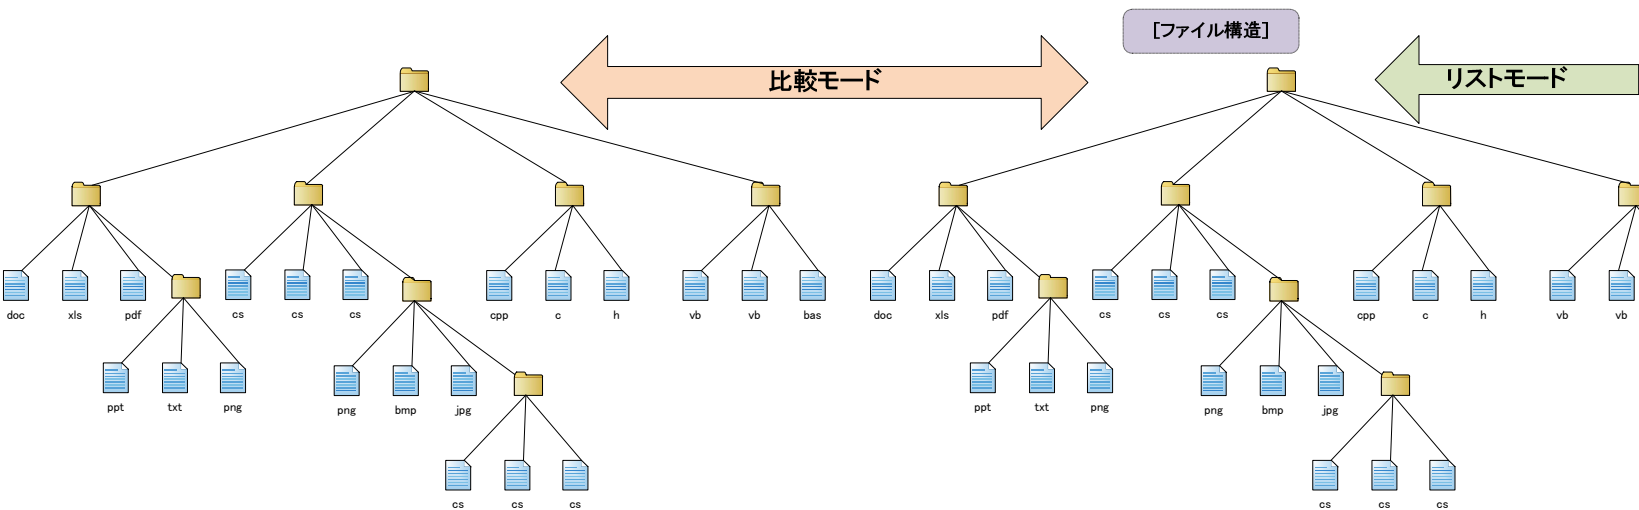 [ファイル構造]
比較モード
リストモード
doc xls pdf cs cs cs cpp c h vb vb bas doc xls pdf cs cs cs cpp c h vb vb
ppt txt png png bmp jpg ppt txt png png bmp jpg
cs cs cs cs cs cs